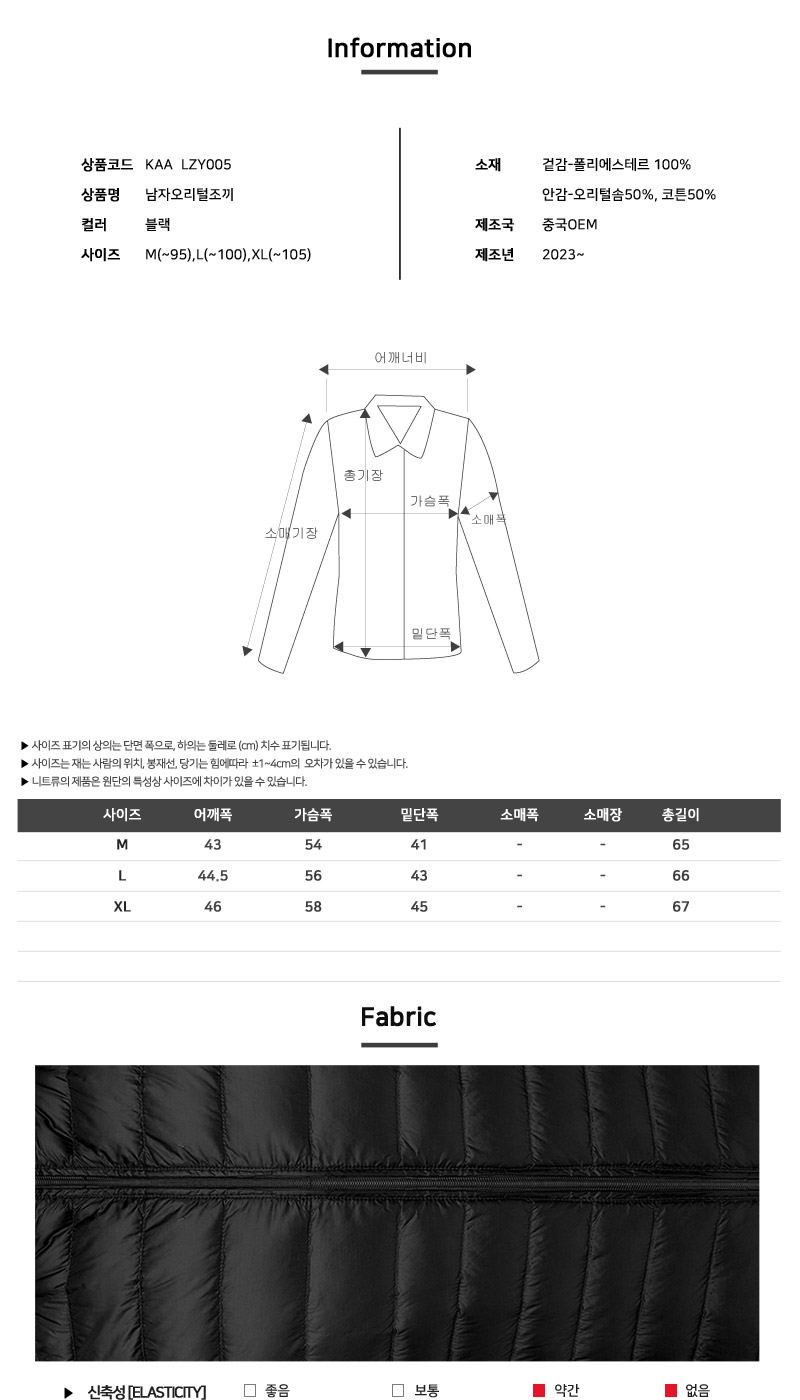 Information
상품코드 KAA LZY005
상품명 남자오리털조끼
컬러 블랙
사이즈 M(~95),L(~100),XL(~105)
소재 겉감-폴리에스테르 100%
안감-오리털솜50%, 코튼50%
제조국 중국OEM
제조년 2023~
어깨너비
총기장
가슴폭
소매폭
소매기장
밑단폭
▶ 사이즈 표기의 상의는 단면 폭으로, 하의는 둘레로 (cm) 치수 표기됩니다.
▶ 사이즈는 재는 사람의 위치, 봉재선, 당기는 힘에따라 ±1~4cm의 오차가 있을 수 있습니다.
▶ 니트류의 제품은 원단의 특성상 사이즈에 차이가 있을 수 있습니다.
사이즈 어깨폭 가슴폭 밑단폭 소매폭 소매장 총길이
M 43 54 41 - - 65
L 44.5 56 43 - - 66
XL 46 58 45 - - 67
Fabric
▶ 신축성 [ELASTICITY] 좋음 보통 약간 없음